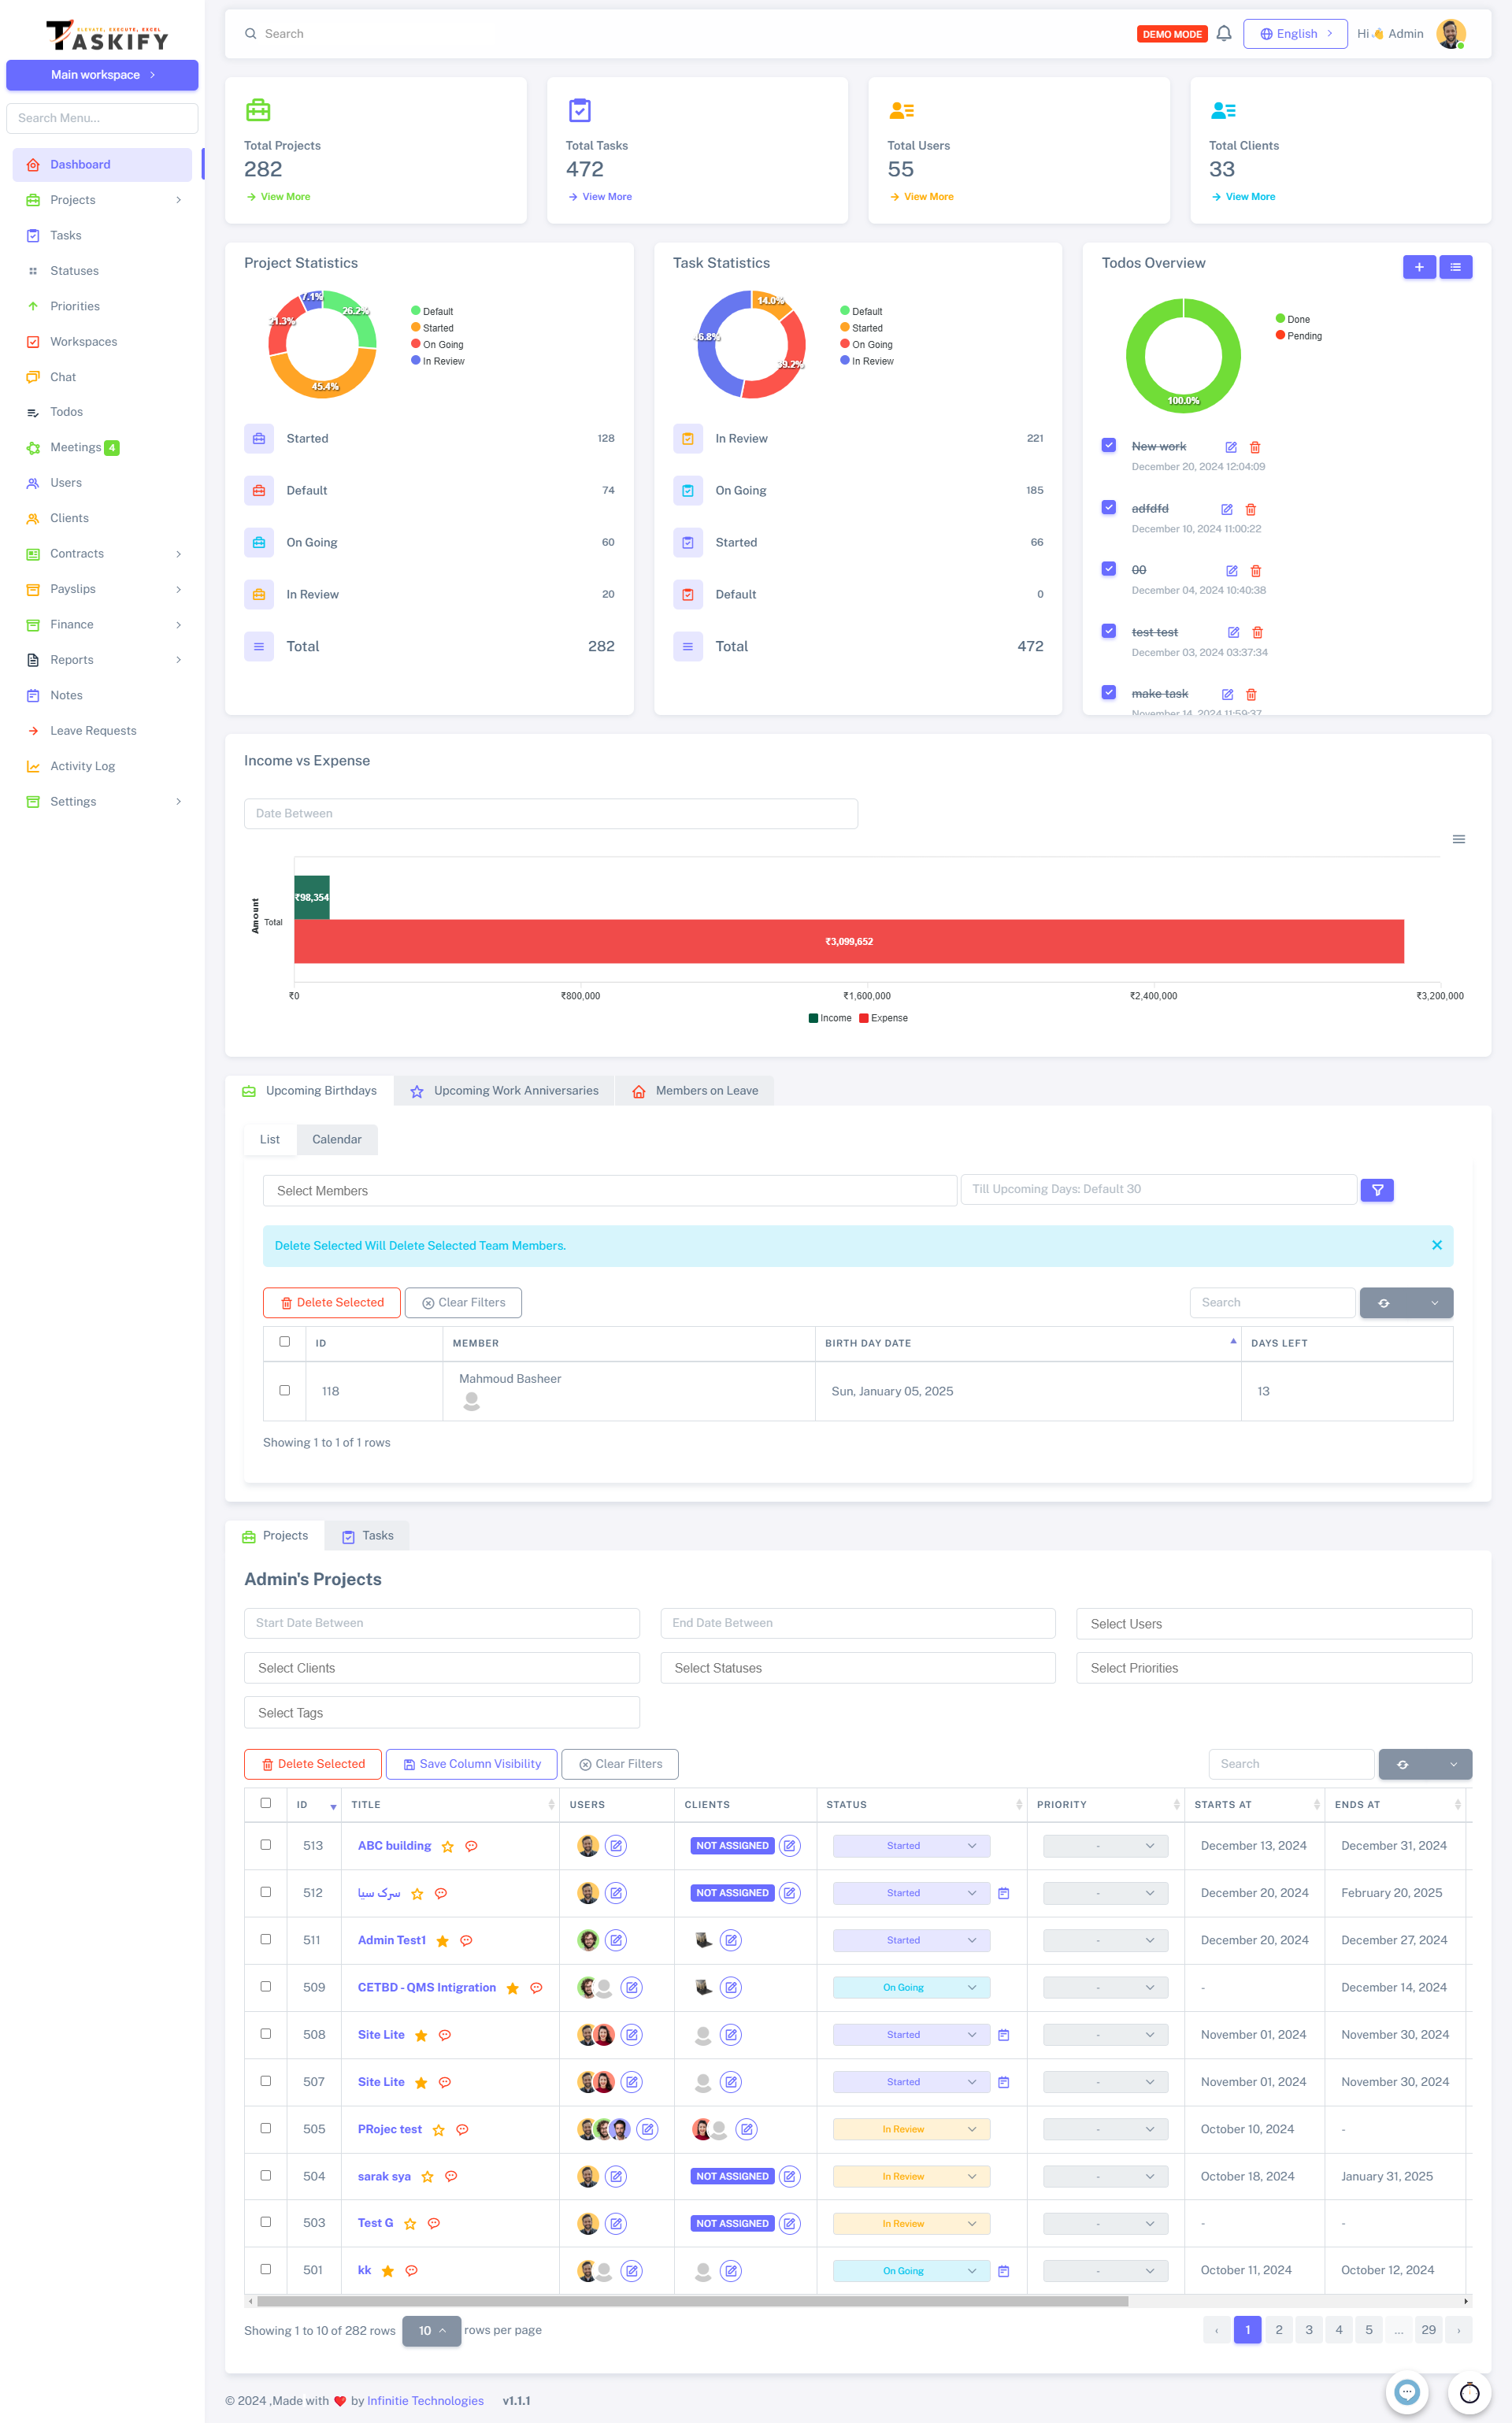 ELEVATE, EXECUTE, EXCEL
TASKIFY
Main workspace
Search Menu...
Dashboard
Projects
Tasks
Statuses
Priorities
Workspaces
Chat
Todos
Meetings 4
Users
Clients
Contracts
Payslips
Finance
Reports
Notes
Leave Requests
Activity Log
Settings
Search
DEMO MODE
English
Hi👋 Admin
Total Projects
282
View More
Total Tasks
472
View More
Total Users
55
View More
Total Clients
33
View More
Project Statistics
7.1%
26.2%
21.3%
45.4%
Default
Started
On Going
In Review
Started 128
Default 74
On Going 60
In Review 20
Total 282
Task Statistics
14.0%
46.8%
39.2%
Default
Started
On Going
In Review
In Review 221
On Going 185
Started 66
Default 0
Total 472
Todos Overview
100.0%
Done
Pending
New work
December 20, 2024 12:04:09
adfdfd
December 10, 2024 11:00:22
00
December 04, 2024 10:40:38
test test
December 03, 2024 03:37:34
make task
November 14, 2024 11:59:37
Income vs Expense
Date Between
Amount
Total
₹98,354
₹3,099,652
₹0 ₹800,000 ₹1,600,000 ₹2,400,000 ₹3,200,000
Income Expense
Upcoming Birthdays Upcoming Work Anniversaries Members on Leave
List Calendar
Select Members Till Upcoming Days: Default 30
Delete Selected Will Delete Selected Team Members.
Delete Selected Clear Filters Search
ID MEMBER BIRTH DAY DATE DAYS LEFT
118 Mahmoud Basheer Sun, January 05, 2025 13
Showing 1 to 1 of 1 rows
Projects Tasks
Admin's Projects
Start Date Between End Date Between Select Users
Select Clients Select Statuses Select Priorities
Select Tags
Delete Selected Save Column Visibility Clear Filters Search
ID TITLE USERS CLIENTS STATUS PRIORITY STARTS AT ENDS AT
513 ABC building NOT ASSIGNED Started - December 13, 2024 December 31, 2024
512 سرک سیا NOT ASSIGNED Started - December 20, 2024 February 20, 2025
511 Admin Test1 Started - December 20, 2024 December 27, 2024
509 CETBD - QMS Intigration On Going - - December 14, 2024
508 Site Lite Started - November 01, 2024 November 30, 2024
507 Site Lite Started - November 01, 2024 November 30, 2024
505 PRojec test In Review - October 10, 2024 -
504 sarak sya NOT ASSIGNED In Review - October 18, 2024 January 31, 2025
503 Test G NOT ASSIGNED In Review - - -
501 kk On Going - October 11, 2024 October 12, 2024
Showing 1 to 10 of 282 rows 10 rows per page ‹ 1 2 3 4 5 ... 29 ›
© 2024 ,Made with ❤️ by Infinitie Technologies v1.1.1